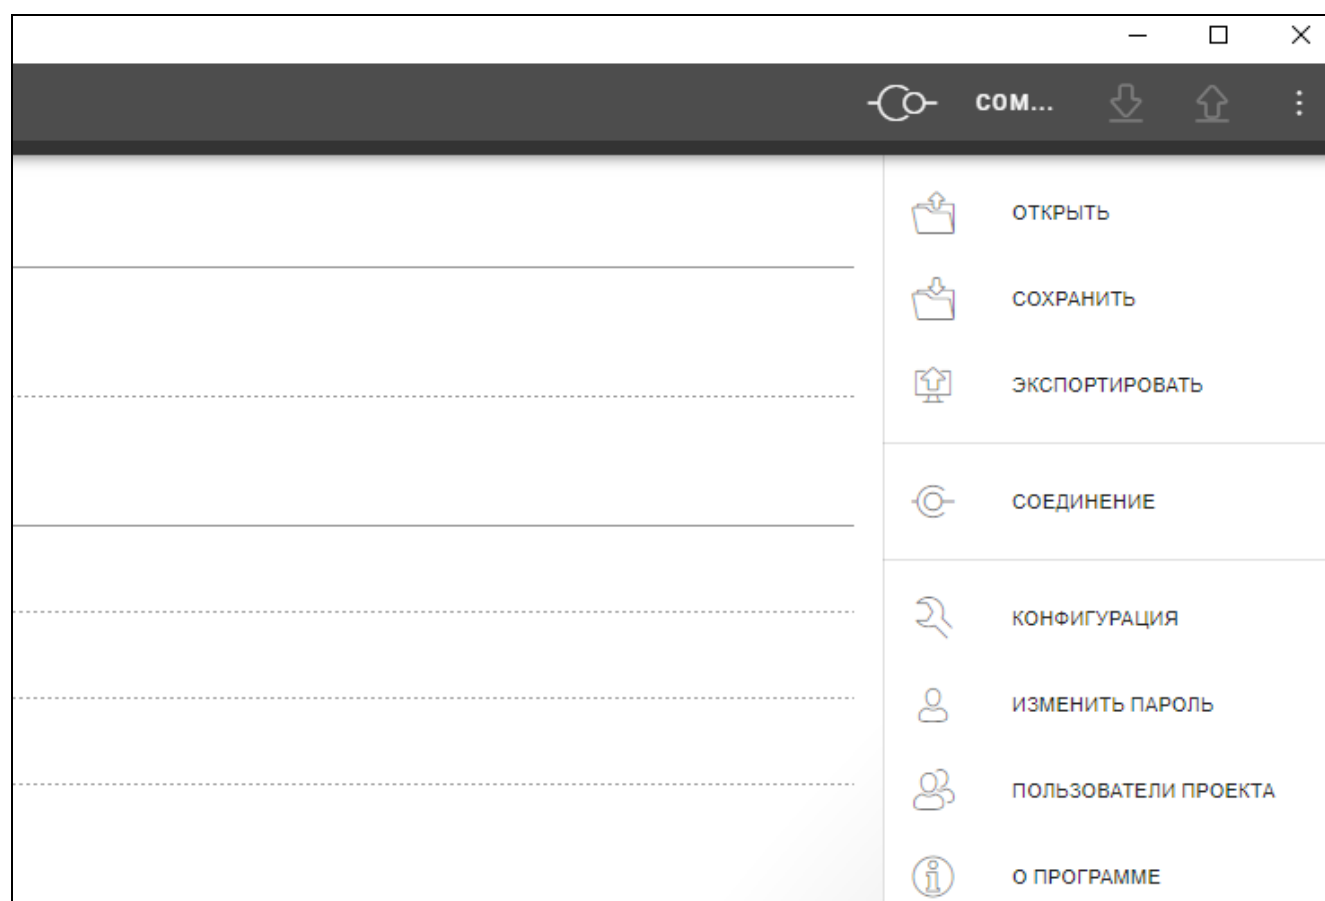 COM...
ОТКРЫТЬ
СОХРАНИТЬ
ЭКСПОРТИРОВАТЬ
СОЕДИНЕНИЕ
КОНФИГУРАЦИЯ
ИЗМЕНИТЬ ПАРОЛЬ
ПОЛЬЗОВАТЕЛИ ПРОЕКТА
О ПРОГРАММЕ